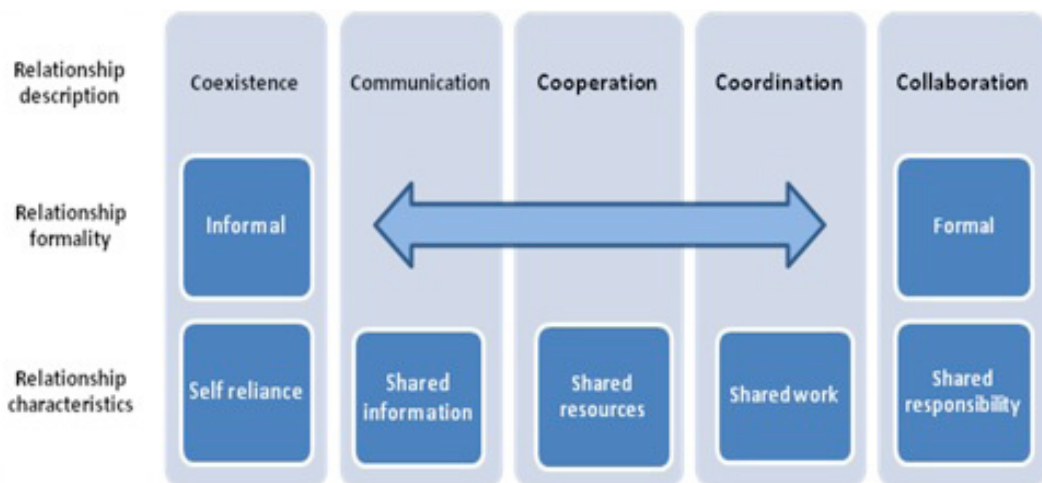 Relationship
description
Coexistence
Communication
Cooperation
Coordination
Collaboration
Relationship
formality
Informal
Formal
Relationship
characteristics
Self reliance
Shared
information
Shared
resources
Shared work
Shared
responsibility